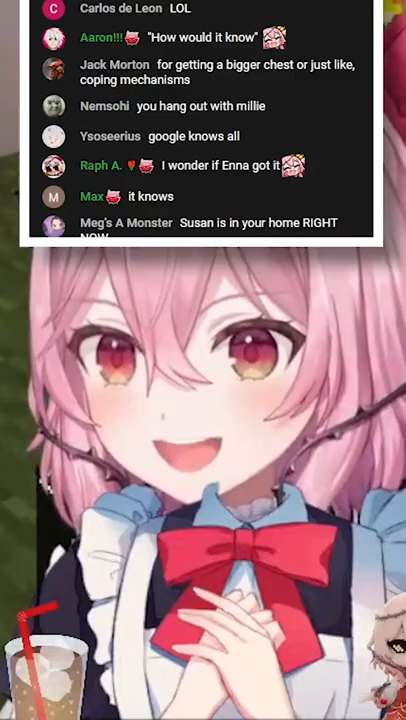 C Carlos de Leon LOL
Aaron!!! "How would it know"
Jack Morton for getting a bigger chest or just like,
coping mechanisms
Nemsohi you hang out with millie
Ysoseerius google knows all
Raph A. I wonder if Enna got it
M Max it knows
Meg's A Monster Susan is in your home RIGHT
NOW